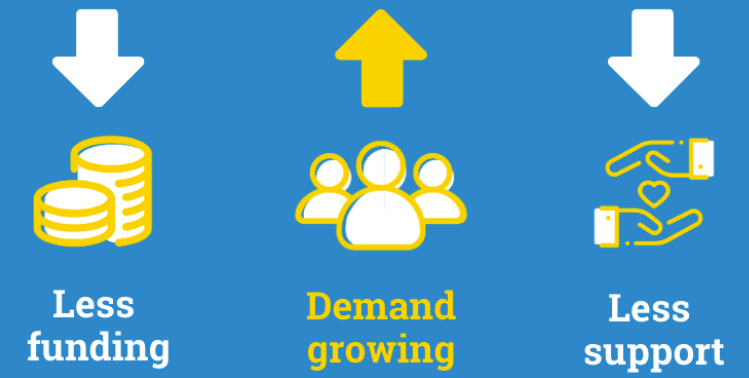 Less
funding
Demand
growing
Less
support